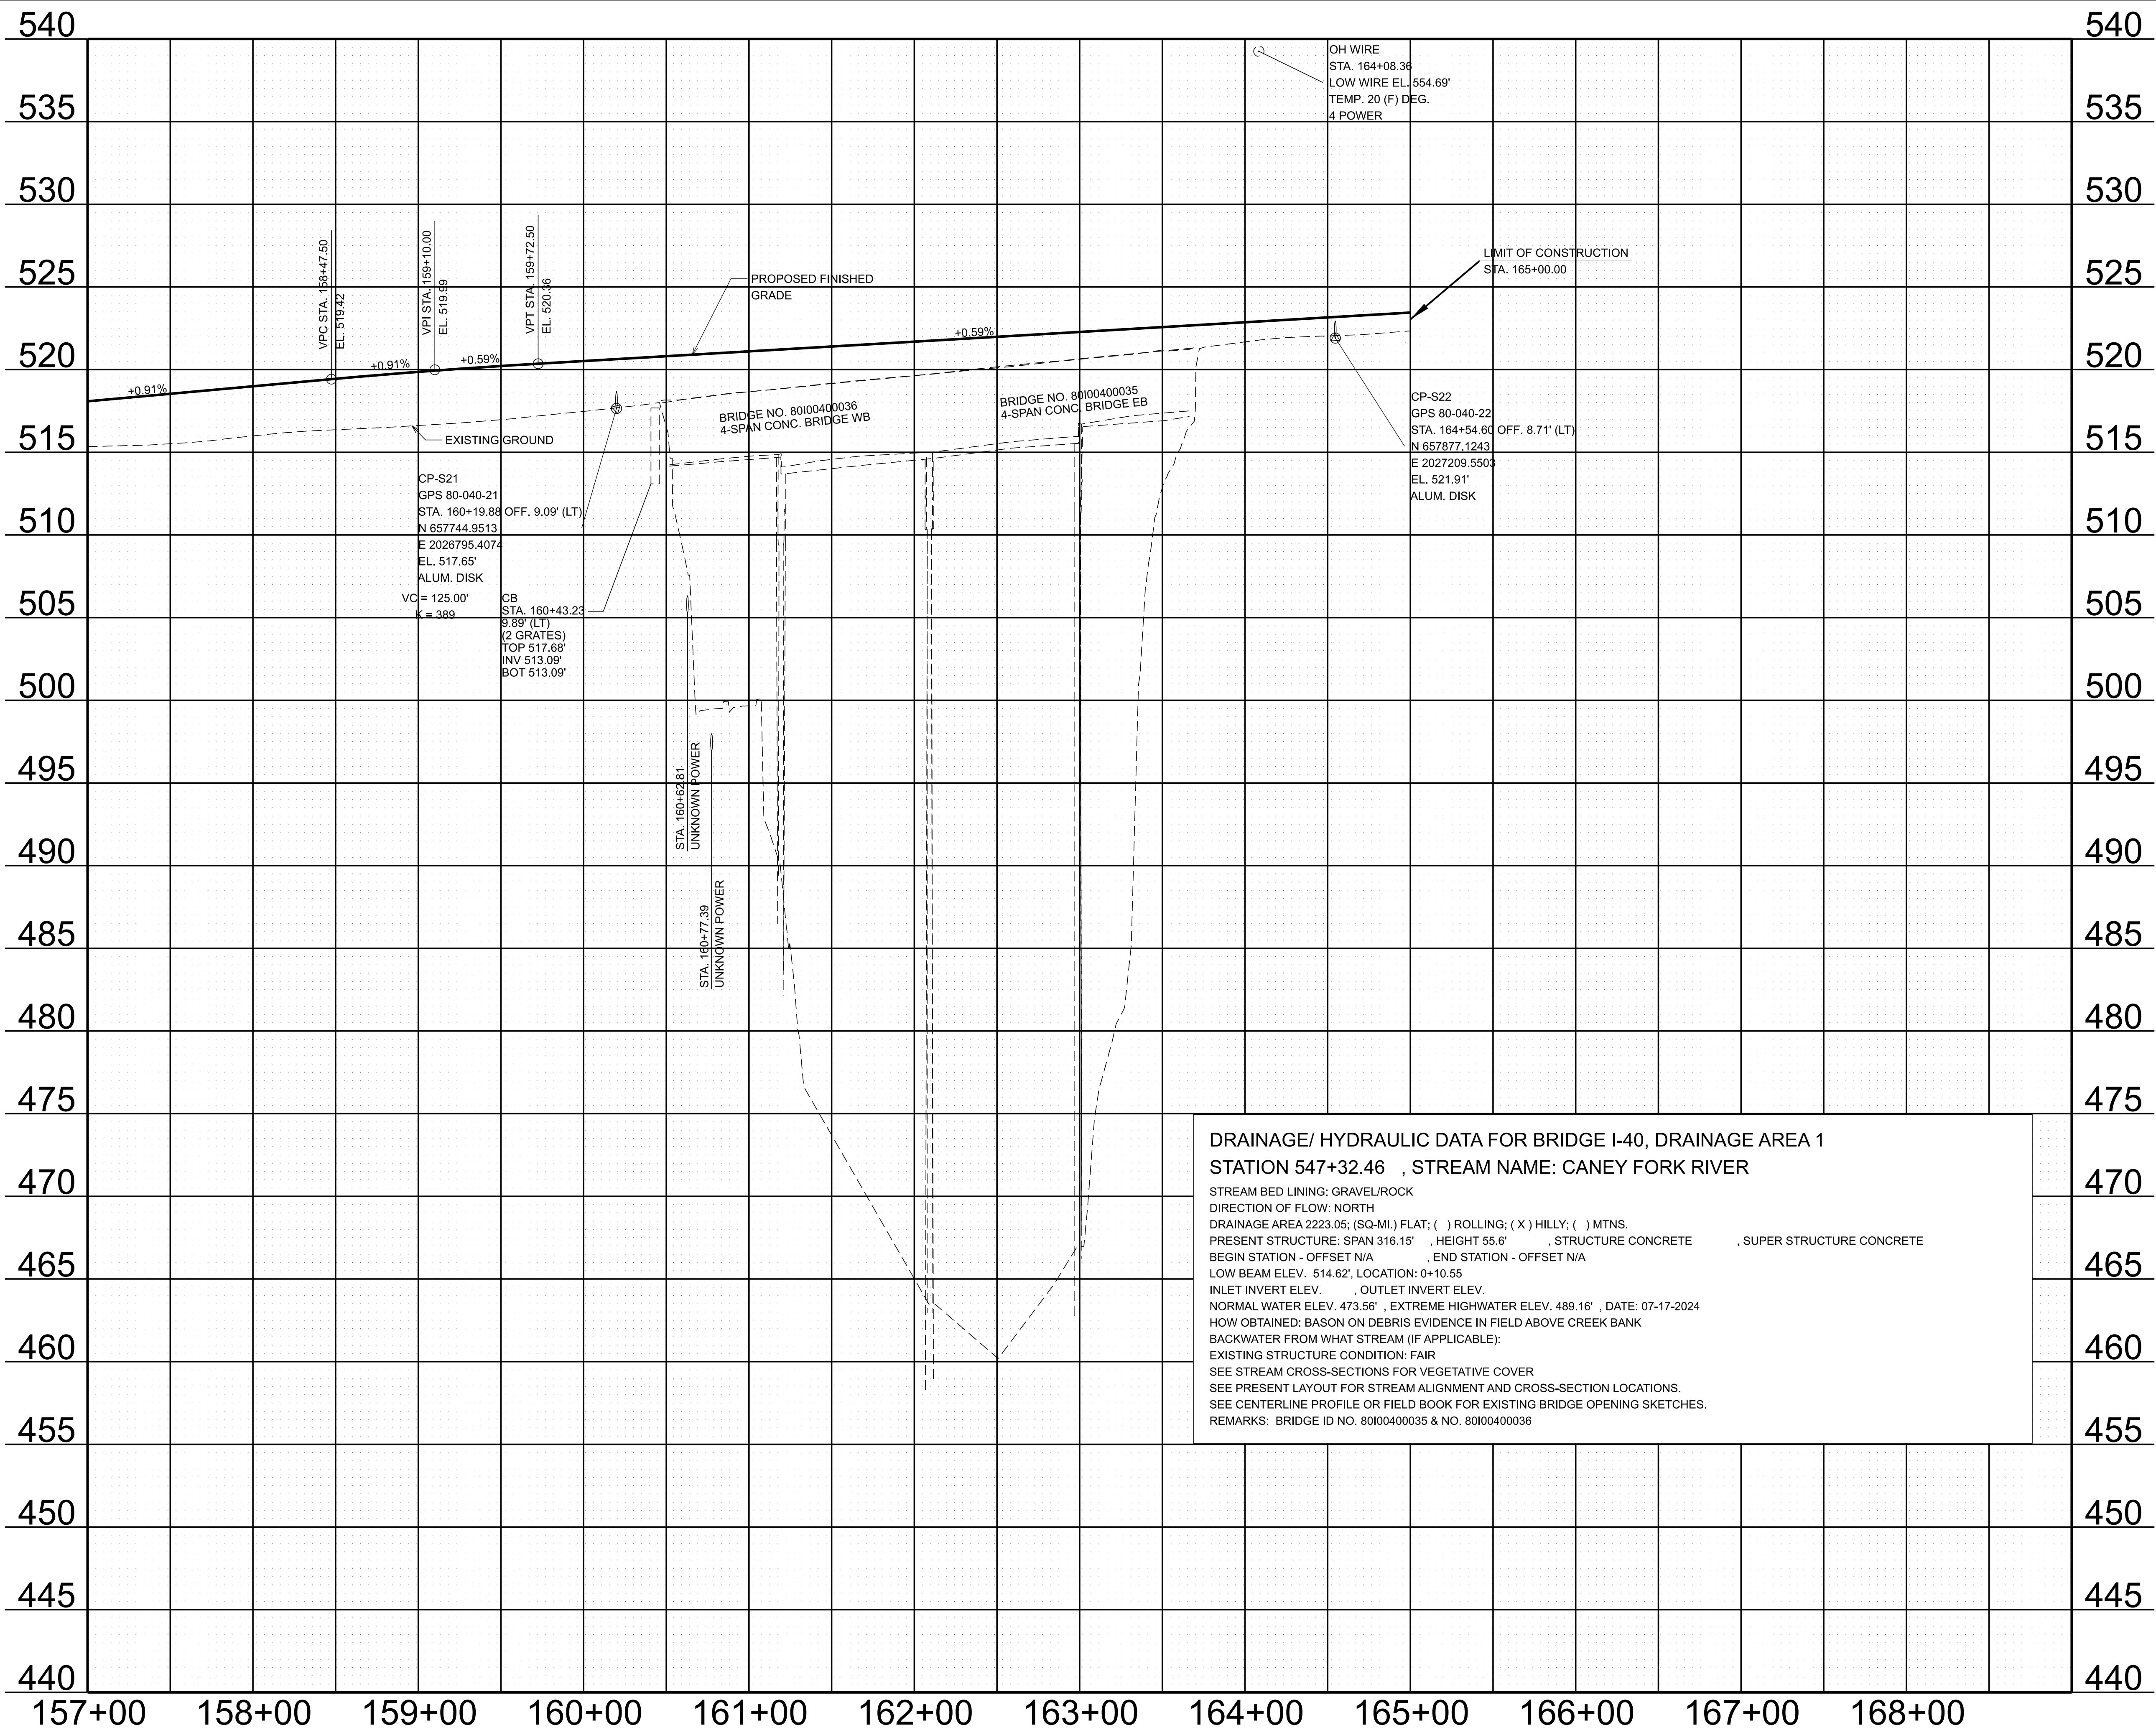 540
535
530
525
520
515
510
505
500
495
490
485
480
475
470
465
460
455
450
445
440
540
535
530
525
520
515
510
505
500
495
490
485
480
475
470
465
460
455
450
445
440
157+00
158+00
159+00
160+00
161+00
162+00
163+00
164+00
165+00
166+00
167+00
168+00
OH WIRE
STA. 164+08.36
LOW WIRE EL. 554.69'
TEMP. 20 (F) DEG.
4 POWER
VPC STA. 158+47.50
EL. 519.42
VPI STA. 159+10.00
EL. 519.99
VPT STA. 159+72.50
EL. 520.36
PROPOSED FINISHED
GRADE
LIMIT OF CONSTRUCTION
STA. 165+00.00
+0.91%
+0.91%
+0.59%
+0.59%
BRIDGE NO. 80I00400036
4-SPAN CONC. BRIDGE WB
BRIDGE NO. 80I00400035
4-SPAN CONC. BRIDGE EB
EXISTING GROUND
CP-S21
GPS 80-040-21
STA. 160+19.88 OFF. 9.09' (LT)
N 657744.9513
E 2026795.4074
EL. 517.65'
ALUM. DISK
VC = 125.00'
K = 389
CB
STA. 160+43.23
9.89' (LT)
(2 GRATES)
TOP 517.68'
INV 513.09'
BOT 513.09'
CP-S22
GPS 80-040-22
STA. 164+54.60 OFF. 8.71' (LT)
N 657877.1243
E 2027209.5503
EL. 521.91'
ALUM. DISK
STA. 160+62.81
UNKNOWN POWER
STA. 160+77.39
UNKNOWN POWER
DRAINAGE/ HYDRAULIC DATA FOR BRIDGE I-40, DRAINAGE AREA 1
STATION 547+32.46 , STREAM NAME: CANEY FORK RIVER
STREAM BED LINING: GRAVEL/ROCK
DIRECTION OF FLOW: NORTH
DRAINAGE AREA 2223.05; (SQ-MI.) FLAT; ( ) ROLLING; ( X ) HILLY; ( ) MTNS.
PRESENT STRUCTURE: SPAN 316.15' , HEIGHT 55.6' , STRUCTURE CONCRETE , SUPER STRUCTURE CONCRETE
BEGIN STATION - OFFSET N/A , END STATION - OFFSET N/A
LOW BEAM ELEV. 514.62', LOCATION: 0+10.55
INLET INVERT ELEV. , OUTLET INVERT ELEV.
NORMAL WATER ELEV. 473.56' , EXTREME HIGHWATER ELEV. 489.16' , DATE: 07-17-2024
HOW OBTAINED: BASON ON DEBRIS EVIDENCE IN FIELD ABOVE CREEK BANK
BACKWATER FROM WHAT STREAM (IF APPLICABLE):
EXISTING STRUCTURE CONDITION: FAIR
SEE STREAM CROSS-SECTIONS FOR VEGETATIVE COVER
SEE PRESENT LAYOUT FOR STREAM ALIGNMENT AND CROSS-SECTION LOCATIONS.
SEE CENTERLINE PROFILE OR FIELD BOOK FOR EXISTING BRIDGE OPENING SKETCHES.
REMARKS: BRIDGE ID NO. 80I00400035 & NO. 80I00400036